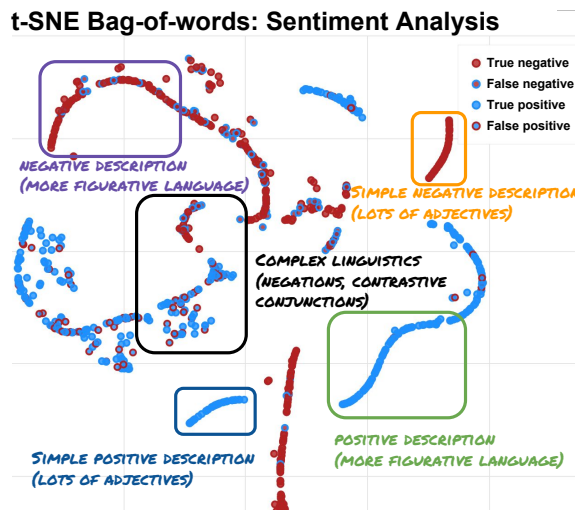 t-SNE Bag-of-words: Sentiment Analysis
True negative
False negative
True positive
False positive
NEGATIVE DESCRIPTION
(MORE FIGURATIVE LANGUAGE)
SIMPLE NEGATIVE DESCRIPTION
(LOTS OF ADJECTIVES)
COMPLEX LINGUISTICS
(NEGATIONS, CONTRASTIVE
CONJUNCTIONS)
SIMPLE POSITIVE DESCRIPTION
(LOTS OF ADJECTIVES)
POSITIVE DESCRIPTION
(MORE FIGURATIVE LANGUAGE)